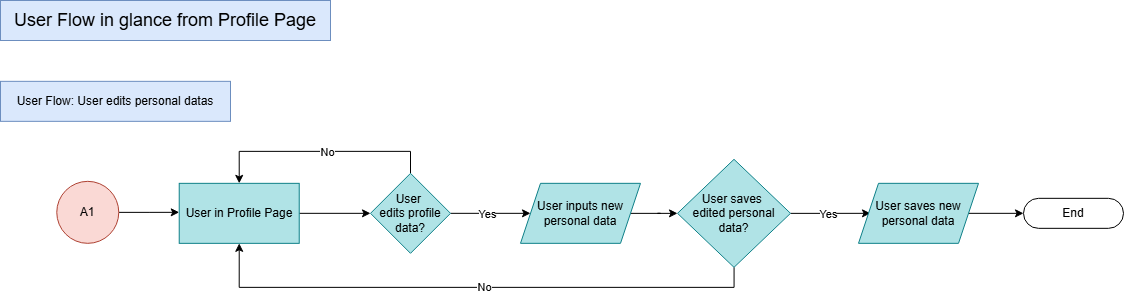 User Flow in glance from Profile Page
User Flow: User edits personal datas
No
A1
User in Profile Page
User
edits profile
data?
Yes
User inputs new
personal data
User saves
edited personal
data?
Yes
User saves new
personal data
End
No